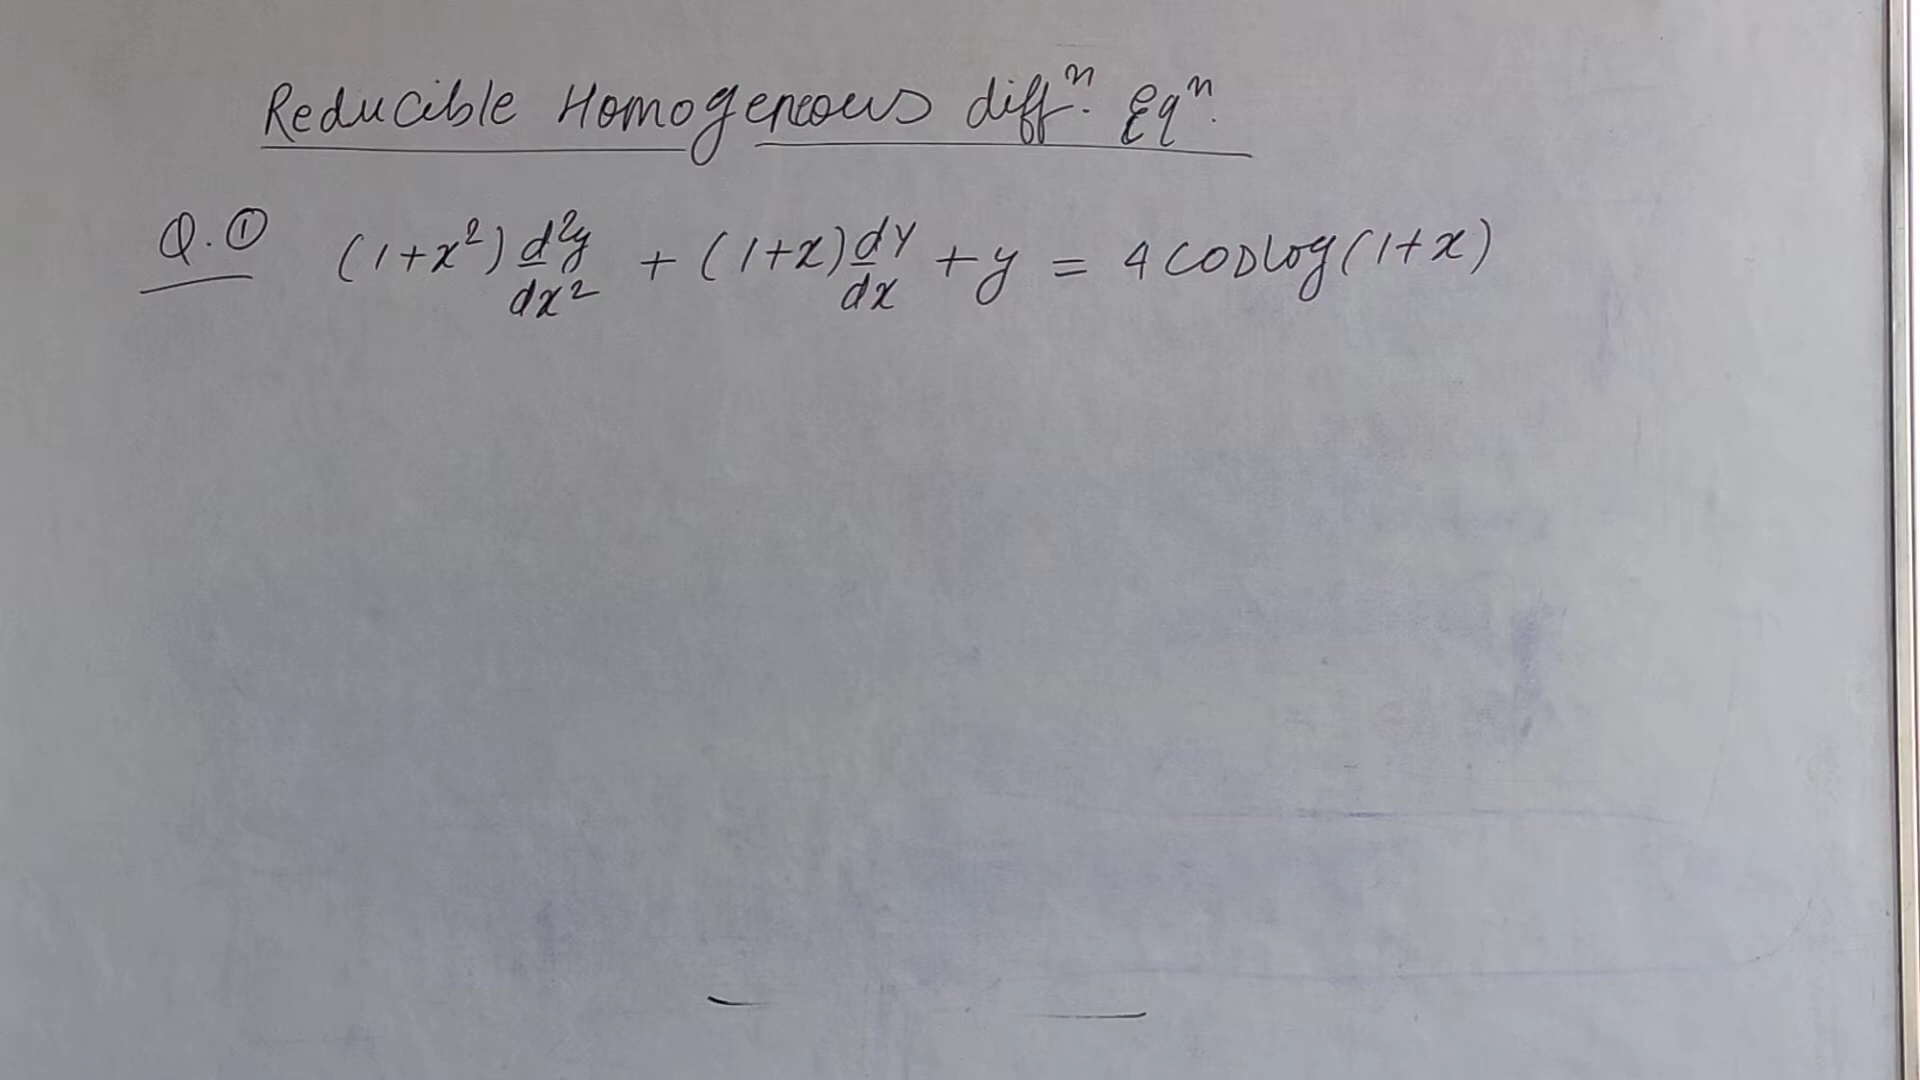 Reducible Homogeneous diffⁿ. Eqⁿ.
Q.① (1+x²) d²y/dx² + (1+x) dy/dx + y = 4 cos log(1+x)